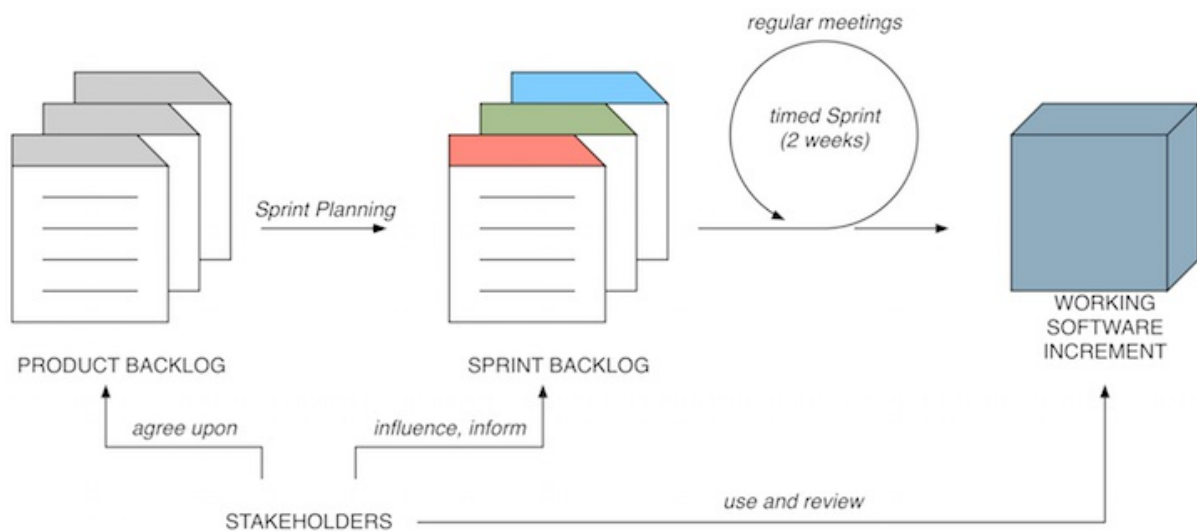 regular meetings
timed Sprint
(2 weeks)
Sprint Planning
PRODUCT BACKLOG
SPRINT BACKLOG
WORKING
SOFTWARE
INCREMENT
agree upon
influence, inform
use and review
STAKEHOLDERS